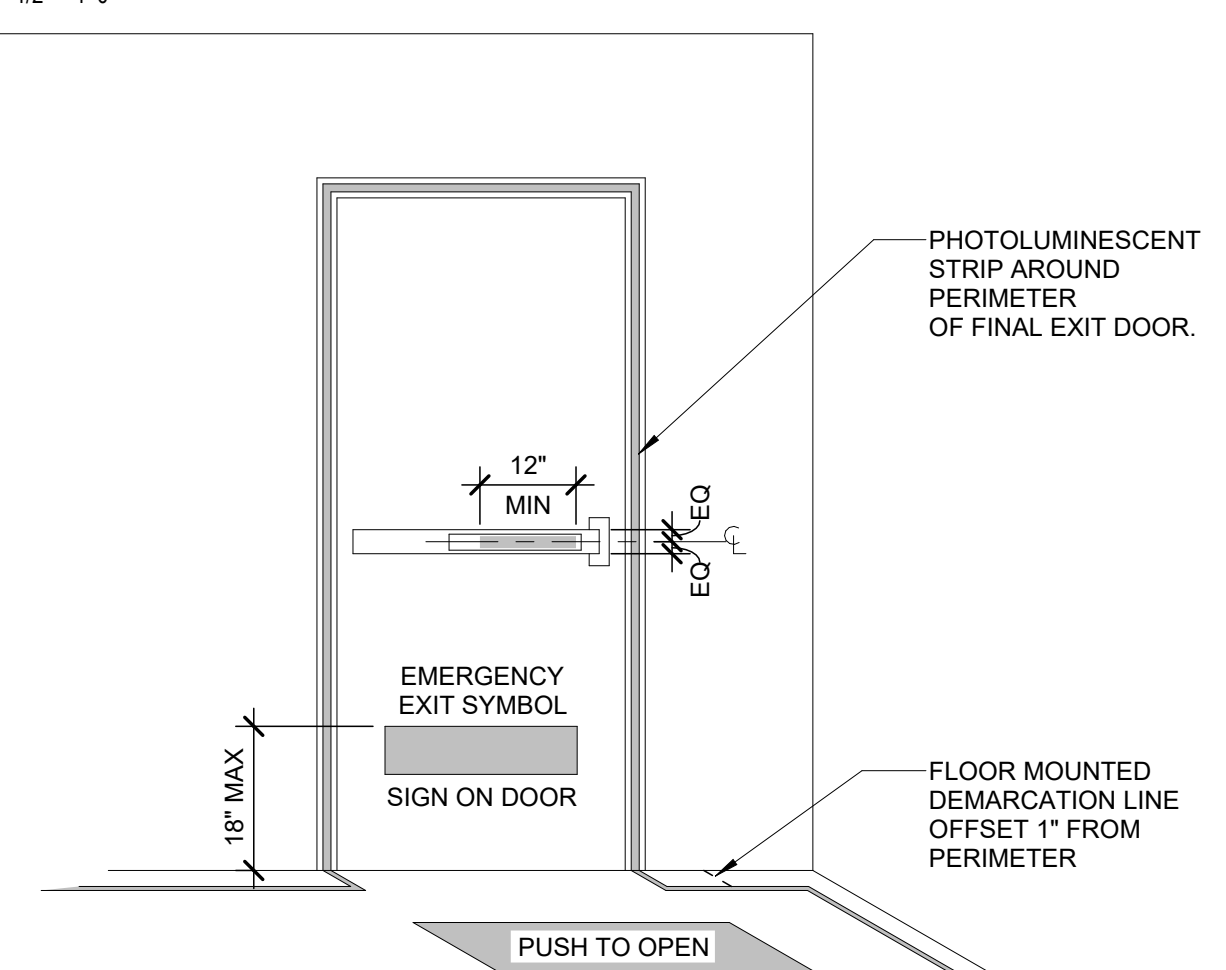 PHOTOLUMINESCENT
STRIP AROUND
PERIMETER
OF FINAL EXIT DOOR.
12"
MIN
EQ
EQ
CL
EMERGENCY
EXIT SYMBOL
SIGN ON DOOR
18" MAX
FLOOR MOUNTED
DEMARCATION LINE
OFFSET 1" FROM
PERIMETER
PUSH TO OPEN